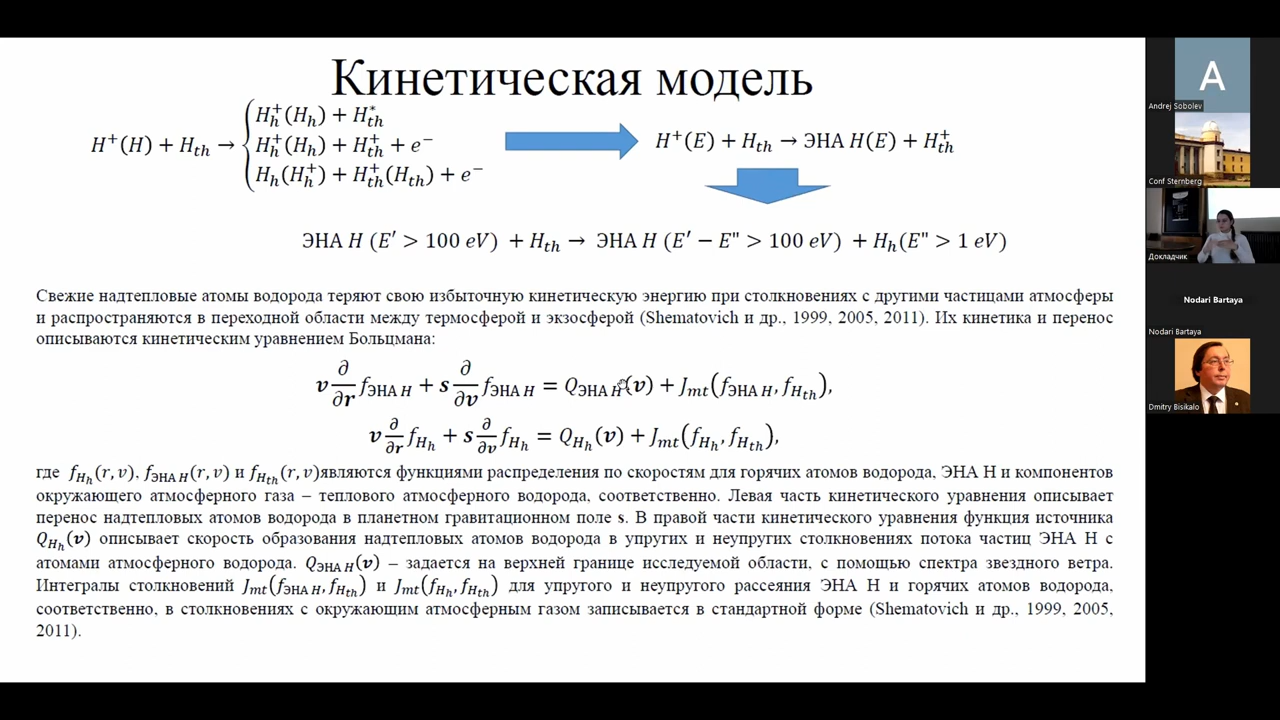 Кинетическая модель
H⁺(H) + H_th → { H_h⁺(H_h) + H*_th
H_h⁺(H_h) + H_th⁺ + e⁻
H_h(H_h⁺) + H_th⁺(H_th) + e⁻
H⁺(E) + H_th → ЭНА H(E) + H_th⁺
ЭНА H (E′ > 100 eV) + H_th → ЭНА H (E′ − E" > 100 eV) + H_h(E" > 1 eV)
Свежие надтепловые атомы водорода теряют свою избыточную кинетическую энергию при столкновениях с другими частицами атмосферы
и распространяются в переходной области между термосферой и экзосферой (Shematovich и др., 1999, 2005, 2011). Их кинетика и перенос
описываются кинетическим уравнением Больцмана:
v ∂/∂r f_ЭНА H + s ∂/∂v f_ЭНА H = Q_ЭНА H(v) + J_mt(f_ЭНА H, f_H_th),
v ∂/∂r f_H_h + s ∂/∂v f_H_h = Q_H_h(v) + J_mt(f_H_h, f_H_th),
где f_H_h(r, v), f_ЭНА H(r, v) и f_H_th(r, v)являются функциями распределения по скоростям для горячих атомов водорода, ЭНА Н и компонентов
окружающего атмосферного газа – теплового атмосферного водорода, соответственно. Левая часть кинетического уравнения описывает
перенос надтепловых атомов водорода в планетном гравитационном поле s. В правой части кинетического уравнения функция источника
Q_H_h(v) описывает скорость образования надтепловых атомов водорода в упругих и неупругих столкновениях потока частиц ЭНА Н с
атомами атмосферного водорода. Q_ЭНА H(v) – задается на верхней границе исследуемой области, с помощью спектра звездного ветра.
Интегралы столкновений J_mt(f_ЭНА H, f_H_th) и J_mt(f_H_h, f_H_th) для упругого и неупругого рассеяния ЭНА Н и горячих атомов водорода,
соответственно, в столкновениях с окружающим атмосферным газом записывается в стандартной форме (Shematovich и др., 1999, 2005,
2011).
A
Andrej Sobolev
Conf Sternberg
Докладчик
Nodari Bartaya
Nodari Bartaya
Dmitry Bisikalo